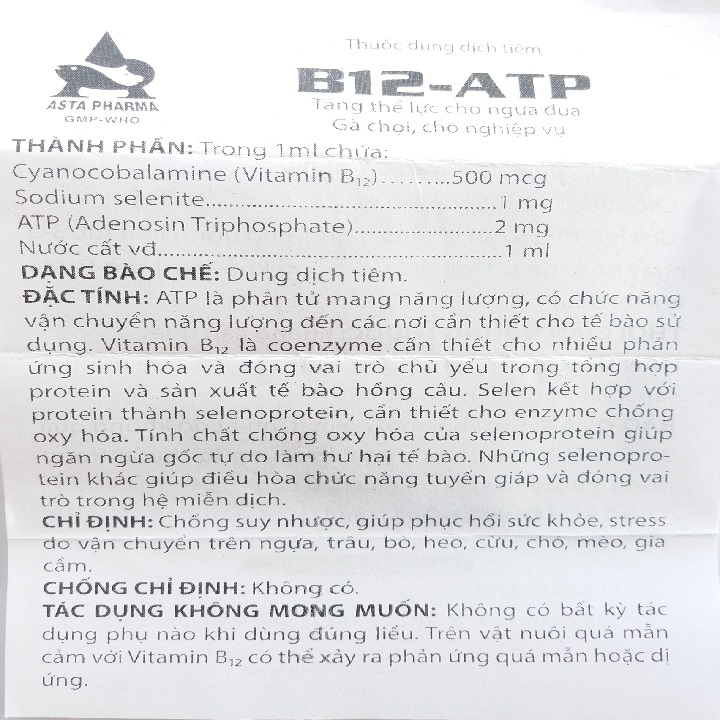 ASTA PHARMA
GMP-WHO
Thuốc dung dịch tiêm
B12-ATP
Tăng thể lực cho ngựa đua
Gà chọi, cho nghiệp vụ
THÀNH PHẦN: Trong 1ml chứa:
Cyanocobalamine (Vitamin B₁₂).........500 mcg
Sodium selenite..............................................1 mg
ATP (Adenosin Triphosphate)......................2 mg
Nước cất vđ.....................................................1 ml
DẠNG BÀO CHẾ: Dung dịch tiêm.
ĐẶC TÍNH: ATP là phân tử mang năng lượng, có chức năng
vận chuyển năng lượng đến các nơi cần thiết cho tế bào sử
dụng. Vitamin B₁₂ là coenzyme cần thiết cho nhiều phản
ứng sinh hóa và đóng vai trò chủ yếu trong tổng hợp
protein và sản xuất tế bào hồng cầu. Selen kết hợp với
protein thành selenoprotein, cần thiết cho enzyme chống
oxy hóa. Tính chất chống oxy hóa của selenoprotein giúp
ngăn ngừa gốc tự do làm hư hại tế bào. Những selenopro-
tein khác giúp điều hòa chức năng tuyến giáp và đóng vai
trò trong hệ miễn dịch.
CHỈ ĐỊNH: Chống suy nhược, giúp phục hồi sức khỏe, stress
do vận chuyển trên ngựa, trâu, bò, heo, cừu, chó, mèo, gia
cầm.
CHỐNG CHỈ ĐỊNH: Không có.
TÁC DỤNG KHÔNG MONG MUỐN: Không có bất kỳ tác
dụng phụ nào khi dùng đúng liều. Trên vật nuôi quá mẫn
cảm với Vitamin B₁₂ có thể xảy ra phản ứng quá mẫn hoặc dị
ứng.